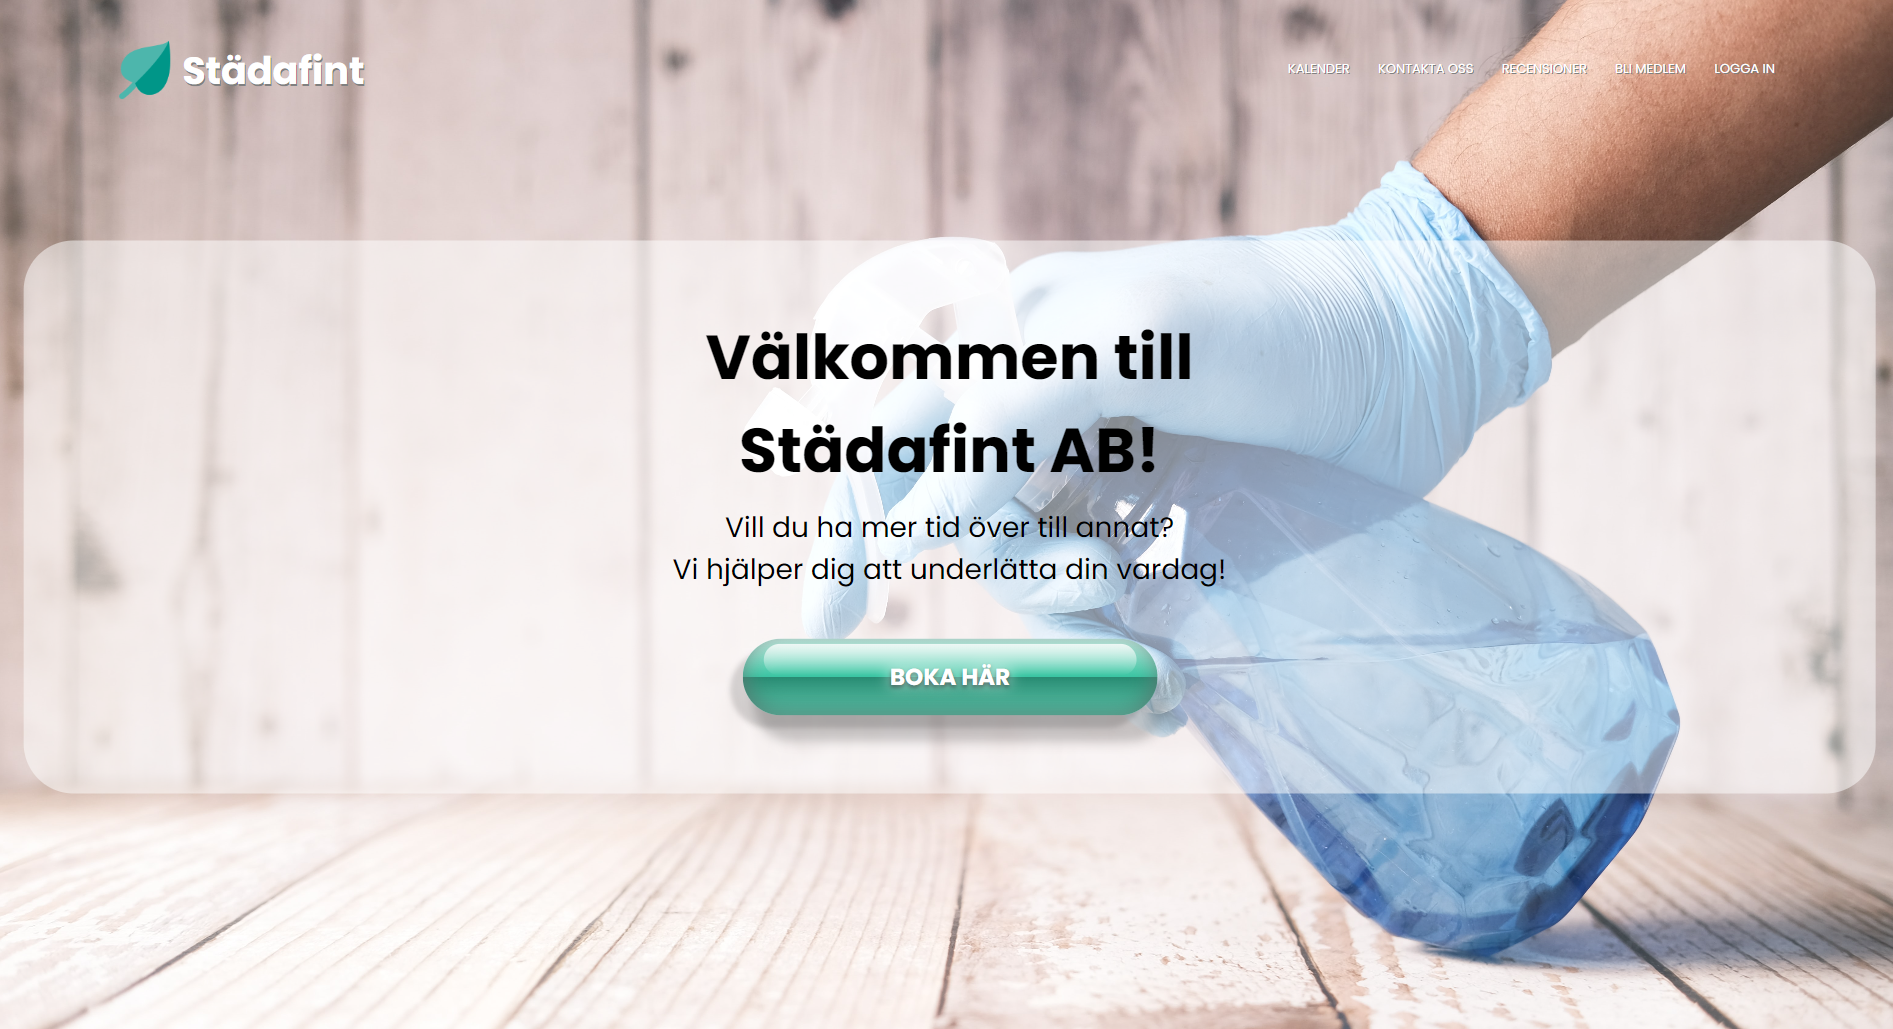 Städafint
KALENDER KONTAKTA OSS RECENSIONER BLI MEDLEM LOGGA IN
Välkommen till
Städafint AB!
Vill du ha mer tid över till annat?
Vi hjälper dig att underlätta din vardag!
BOKA HÄR